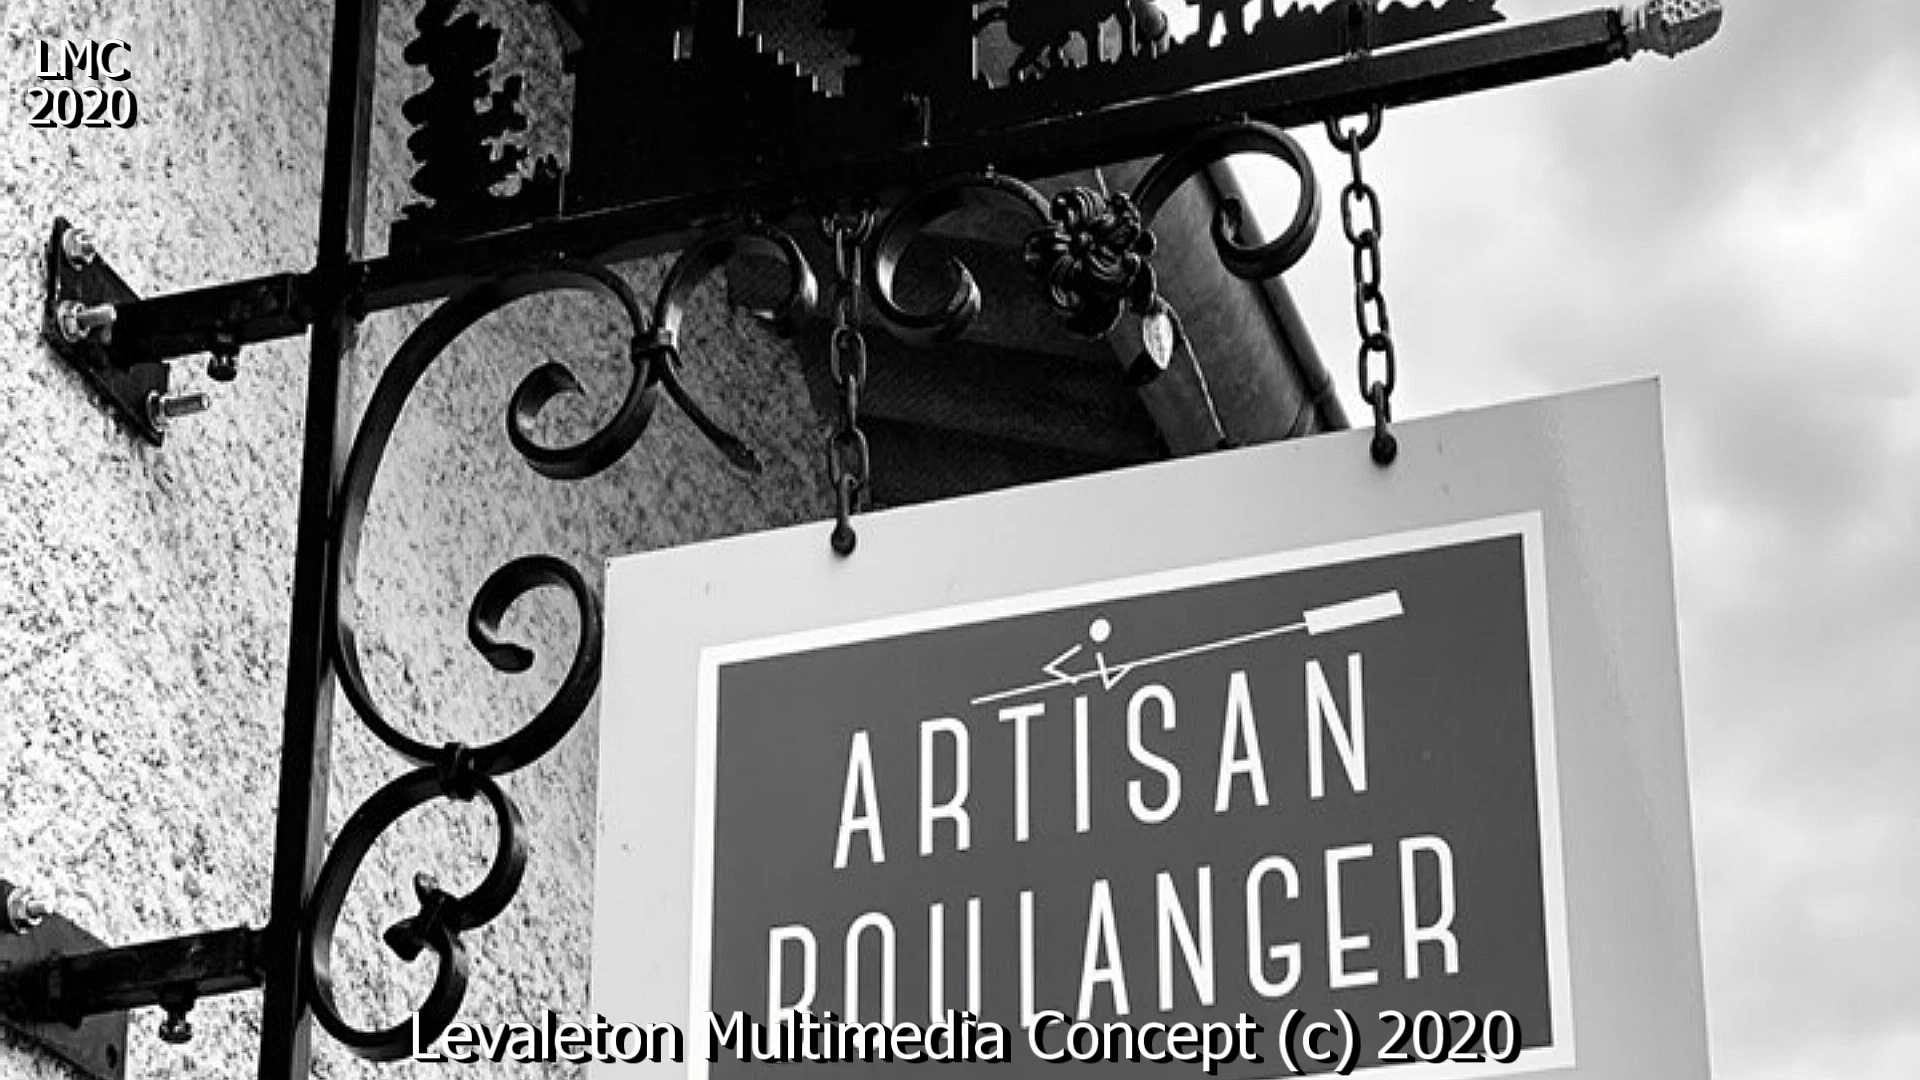 LMC
2020
ARTISAN
BOULANGER
Levaleton Multimedia Concept (c) 2020